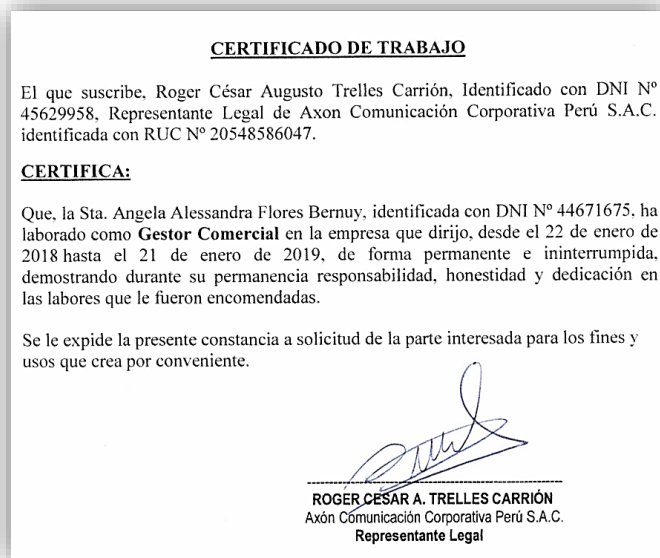 CERTIFICADO DE TRABAJO
El que suscribe, Roger César Augusto Trelles Carrión, Identificado con DNI Nº
45629958, Representante Legal de Axon Comunicación Corporativa Perú S.A.C.
identificada con RUC Nº 20548586047.
CERTIFICA:
Que, la Sta. Angela Alessandra Flores Bernuy, identificada con DNI Nº 44671675, ha
laborado como Gestor Comercial en la empresa que dirijo, desde el 22 de enero de
2018 hasta el 21 de enero de 2019, de forma permanente e ininterrumpida,
demostrando durante su permanencia responsabilidad, honestidad y dedicación en
las labores que le fueron encomendadas.
Se le expide la presente constancia a solicitud de la parte interesada para los fines y
usos que crea por conveniente.
ROGER CESAR A. TRELLES CARRIÓN
Axón Comunicación Corporativa Perú S.A.C.
Representante Legal